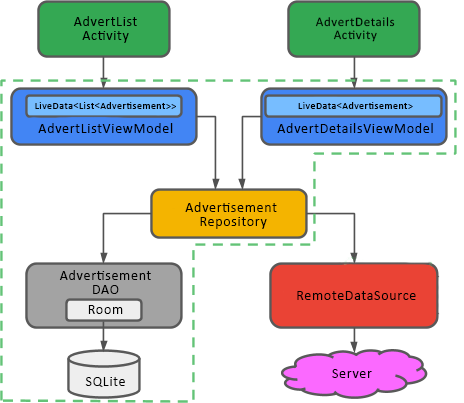 AdvertList
Activity
AdvertDetails
Activity
LiveData<List<Advertisement>>
AdvertListViewModel
LiveData<Advertisement>
AdvertDetailsViewModel
Advertisement
Repository
Advertisement
DAO
Room
RemoteDataSource
SQLite
Server